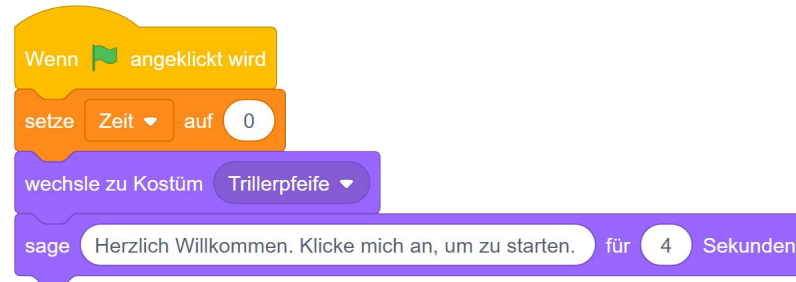 Wenn angeklickt wird
setze Zeit auf 0
wechsle zu Kostüm Trillerpfeife
sage Herzlich Willkommen. Klicke mich an, um zu starten. für 4 Sekunden